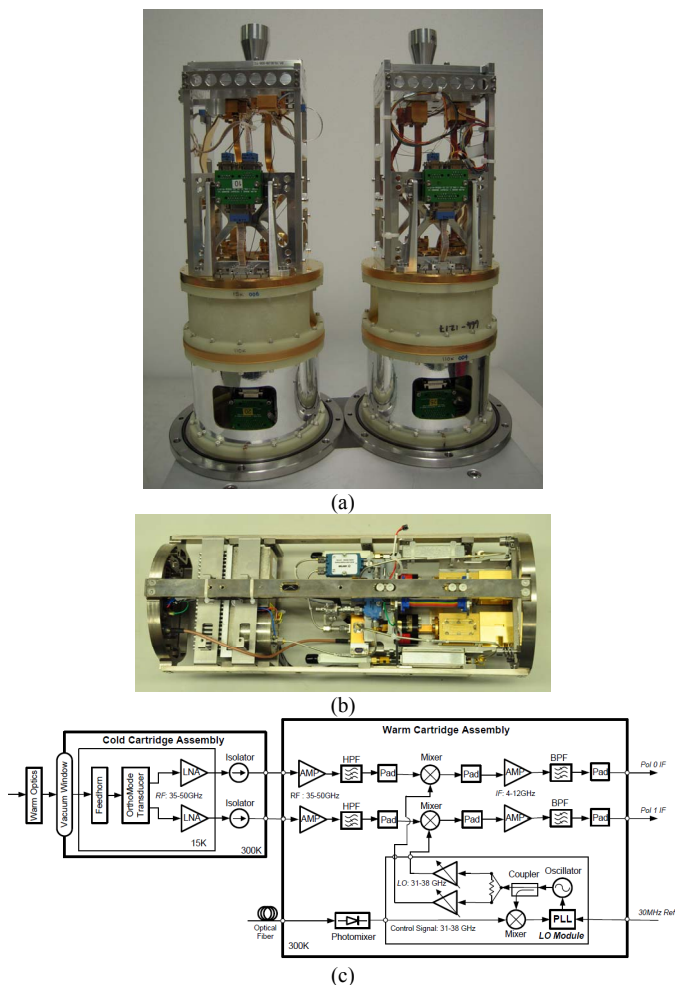 (a)
(b)
Cold Cartridge Assembly
Warm Cartridge Assembly
Warm Optics
Vacuum Window
Feedhorn
OrthoMode
Transducer
LNA
RF: 35-50GHz
LNA
15K
Isolator
Isolator
300K
AMP
RF : 35-50GHz
HPF
Pad
Mixer
Pad
AMP
IF: 4-12GHz
BPF
Pad
Pol 0 IF
AMP
HPF
Pad
Mixer
Pad
AMP
BPF
Pad
Pol 1 IF
LO: 31-38 GHz
Coupler
Oscillator
Mixer
PLL
LO Module
30MHz Ref
Optical
Fiber
300K
Photomixer
Control Signal: 31-38 GHz
(c)